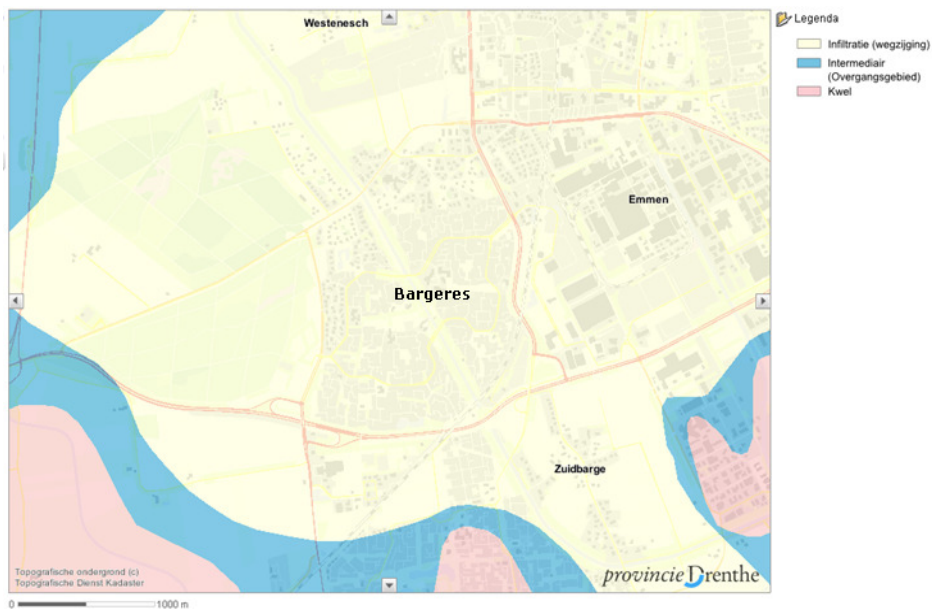 Westenesch
Legenda
Infiltratie (wegzijging)
Intermediair
(Overgangsgebied)
Kwel
Emmen
Bargeres
Zuidbarge
Topografische ondergrond (c)
Topografische Dienst Kadaster
provincie Drenthe
0 1000 m